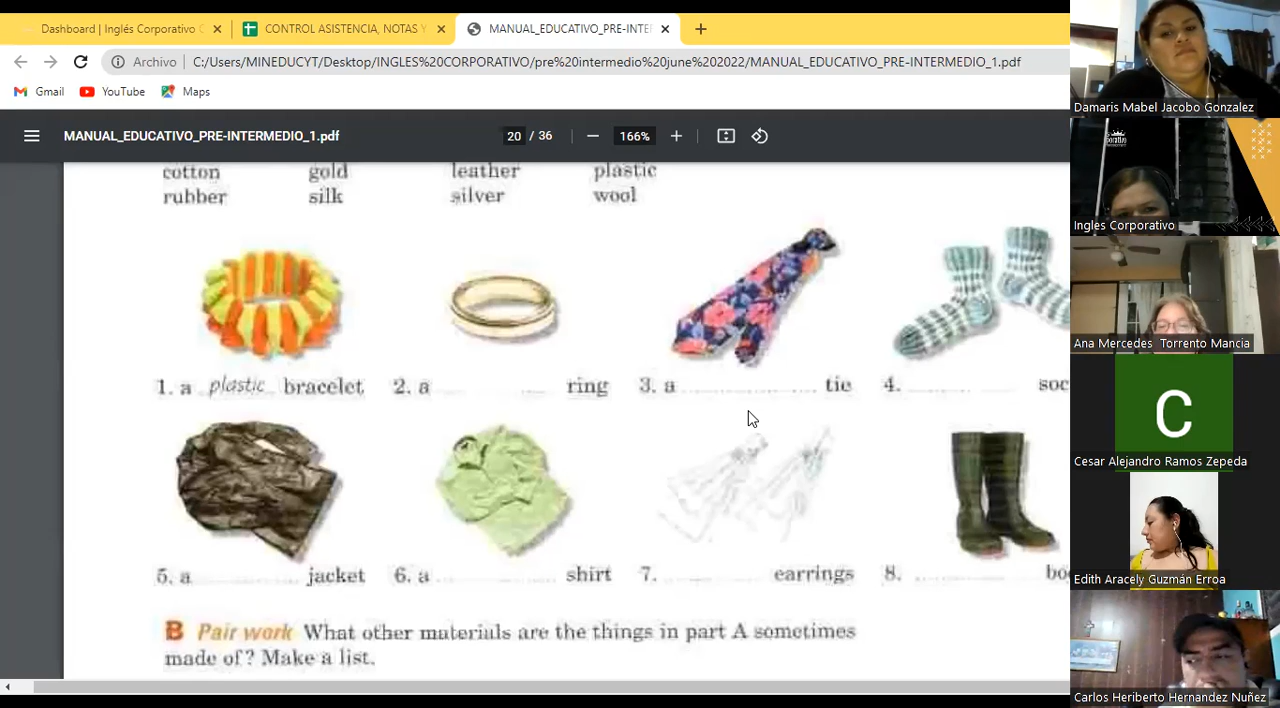 Dashboard | Inglés Corporativo
CONTROL ASISTENCIA, NOTAS Y
MANUAL_EDUCATIVO_PRE-INTER
Archivo
C:/Users/MINEDUCYT/Desktop/INGLES%20CORPORATIVO/pre%20intermedio%20june%202022/MANUAL_EDUCATIVO_PRE-INTERMEDIO_1.pdf
Gmail YouTube Maps
MANUAL_EDUCATIVO_PRE-INTERMEDIO_1.pdf
20 / 36
166%
cotton gold leather plastic
rubber silk silver wool
1. a plastic bracelet 2. a ring 3. a tie 4. soc
5. a jacket 6. a shirt 7. earrings 8. bo
B Pair work What other materials are the things in part A sometimes
made of? Make a list.
Damaris Mabel Jacobo Gonzalez
Ingles Corporativo
Ana Mercedes Torrento Mancia
C
Cesar Alejandro Ramos Zepeda
Edith Aracely Guzmán Erroa
Carlos Heriberto Hernandez Nuñez